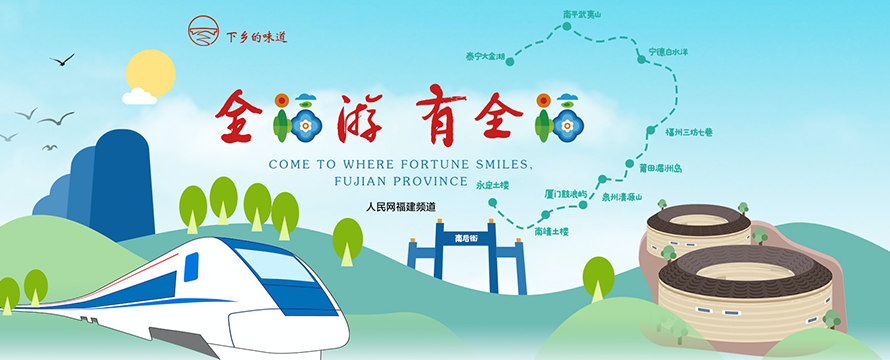 下乡的味道
全福游 有全福
COME TO WHERE FORTUNE SMILES,
FUJIAN PROVINCE
人民网福建频道
南后街
泰宁大金湖
南平武夷山
宁德白水洋
福州三坊七巷
莆田湄洲岛
泉州清源山
厦门鼓浪屿
南靖土楼
永定土楼